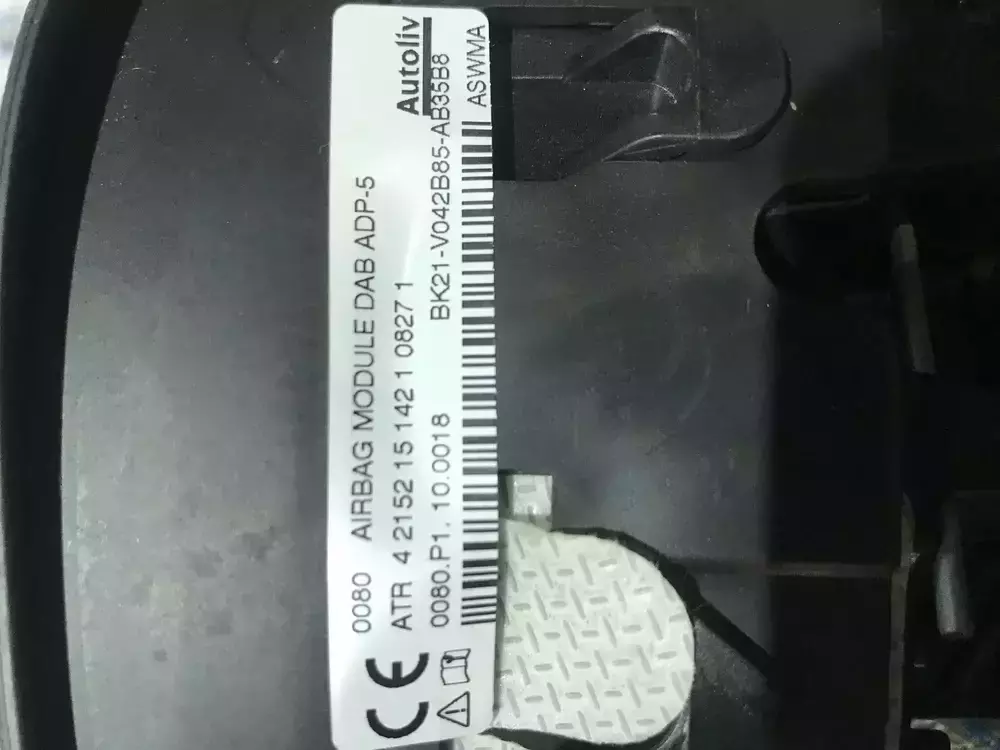 Autoliv
0080 AIRBAG MODULE DAB ADP-5
ATR 4 2152 15 142 1 0827 1
0080.P1.10.0018 BK21-V042B85-AB35B8
ASWMA
CE